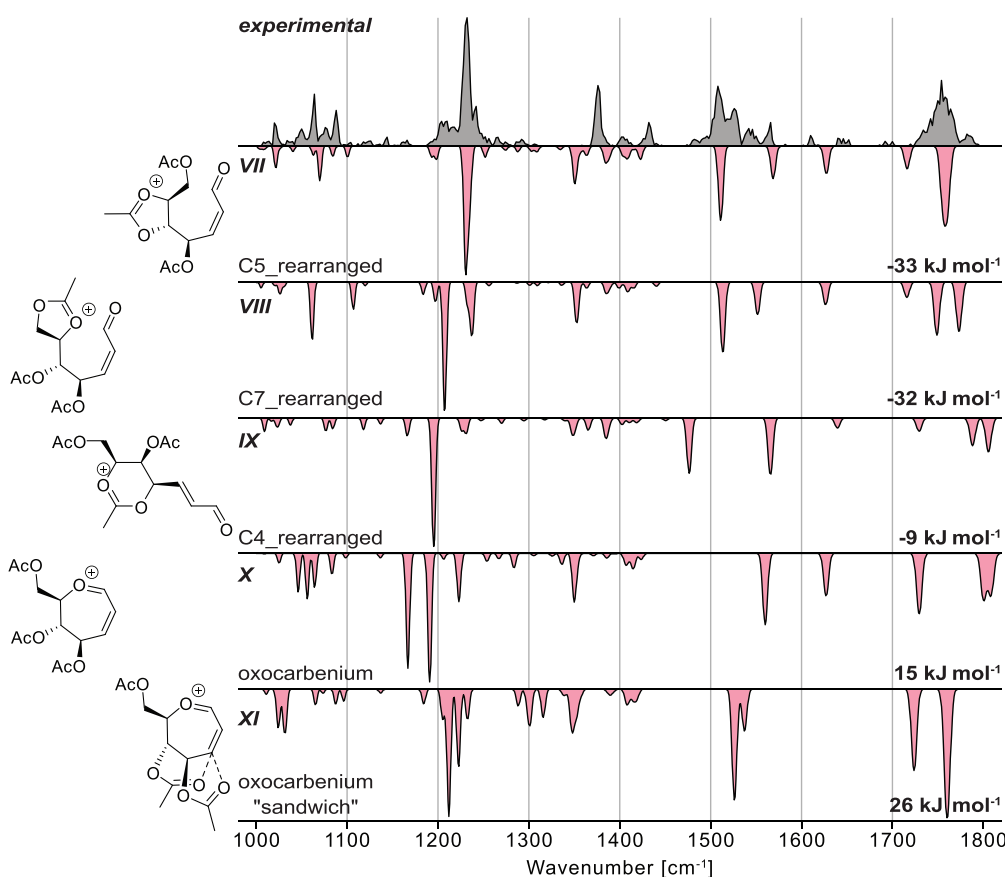 experimental
AcO
O
⊕
O
O
AcO
VII
C5_rearranged
-33 kJ mol⁻¹
O
O
⊕
O
AcO
AcO
VIII
C7_rearranged
-32 kJ mol⁻¹
AcO
OAc
⊕
O
O
O
IX
C4_rearranged
-9 kJ mol⁻¹
AcO
⊕
O
AcO
AcO
X
oxocarbenium
15 kJ mol⁻¹
AcO
⊕
O
O
O
O
O
XI
oxocarbenium
"sandwich"
26 kJ mol⁻¹
1000 1100 1200 1300 1400 1500 1600 1700 1800
Wavenumber [cm⁻¹]